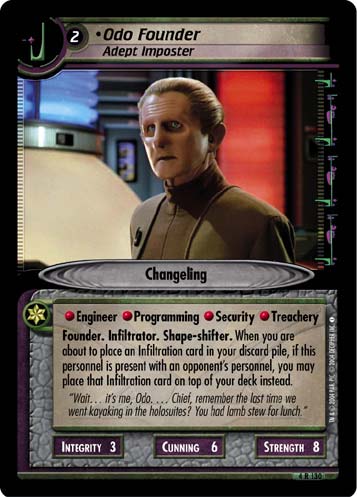 2
•Odo Founder
Adept Imposter
Changeling
Engineer Programming Security Treachery
Founder. Infiltrator. Shape-shifter. When you are
about to place an Infiltration card in your discard pile, if this
personnel is present with an opponent's personnel, you may
place that Infiltration card on top of your deck instead.
"Wait. . . it's me, Odo. . . . Chief, remember the last time we
went kayaking in the holosuites? You had lamb stew for lunch."
INTEGRITY 3 CUNNING 6 STRENGTH 8
4 R 130